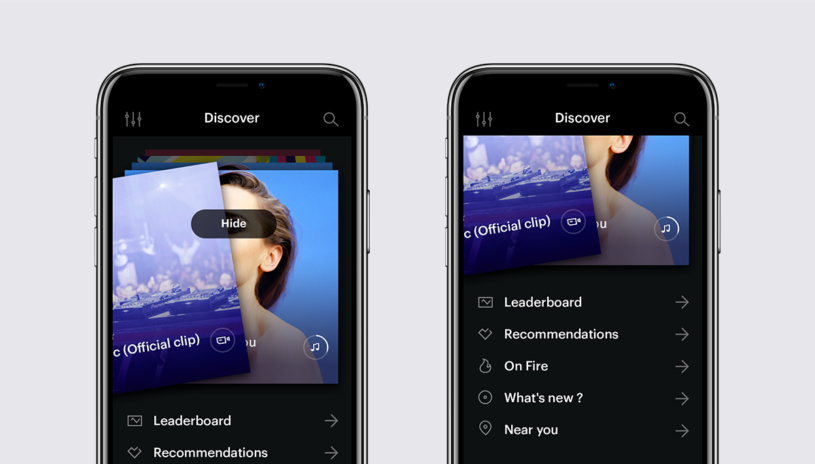 Discover
Hide
c (Official clip)
ou
Leaderboard
Recommendations
Discover
c (Official clip)
ou
Leaderboard
Recommendations
On Fire
What's new ?
Near you